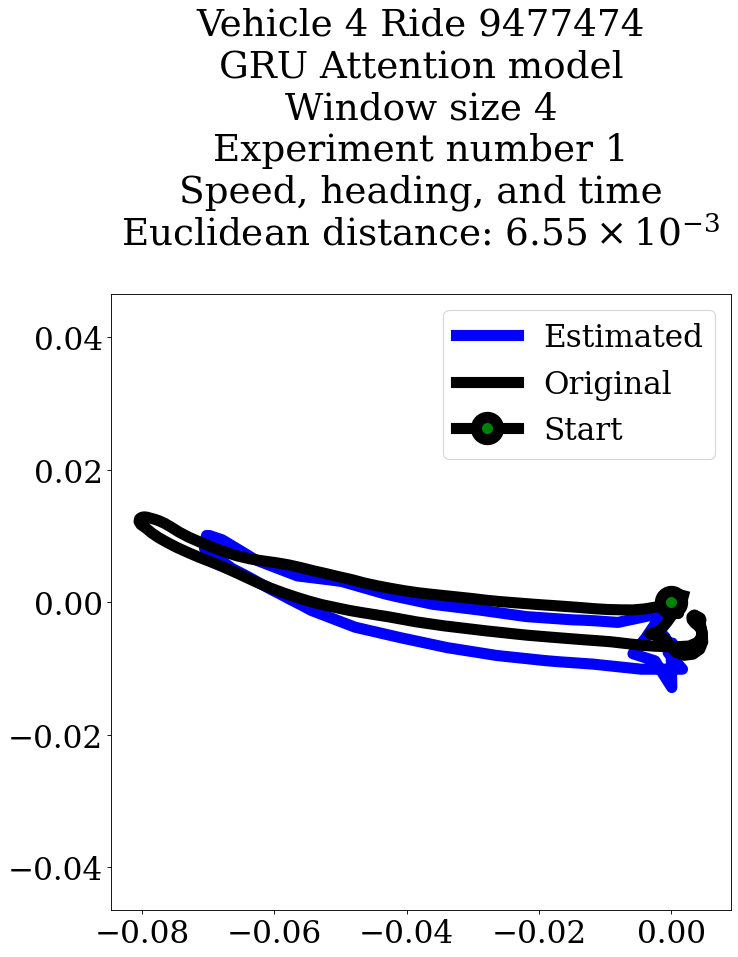 Vehicle 4 Ride 9477474
GRU Attention model
Window size 4
Experiment number 1
Speed, heading, and time
Euclidean distance: 6.55 × 10⁻³
Estimated
Original
Start
0.04
0.02
0.00
−0.02
−0.04
−0.08 −0.06 −0.04 −0.02 0.00